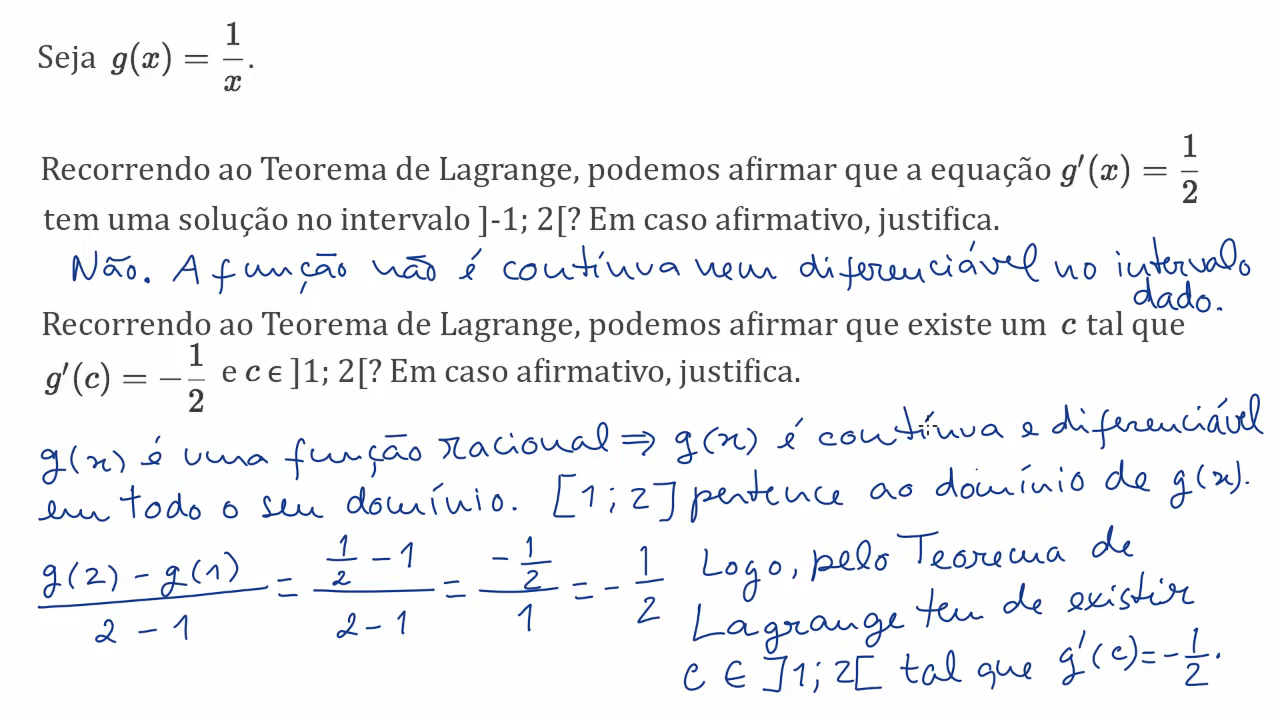 Seja g(x) = 1/x.
Recorrendo ao Teorema de Lagrange, podemos afirmar que a equação g′(x) = 1/2
tem uma solução no intervalo ]-1; 2[? Em caso afirmativo, justifica.
Não. A função não é contínua nem diferenciável no intervalo
dado.
Recorrendo ao Teorema de Lagrange, podemos afirmar que existe um c tal que
g′(c) = −1/2 e c ϵ ]1; 2[? Em caso afirmativo, justifica.
g(x) é uma função racional ⇒ g(x) é contínua e diferenciável
em todo o seu domínio. [1; 2] pertence ao domínio de g(x).
(g(2) − g(1))/(2 − 1) = (1/2 − 1)/(2 − 1) = (−1/2)/1 = −1/2
Logo, pelo Teorema de
Lagrange tem de existir
c ∈ ]1; 2[ tal que g′(c) = −1/2.